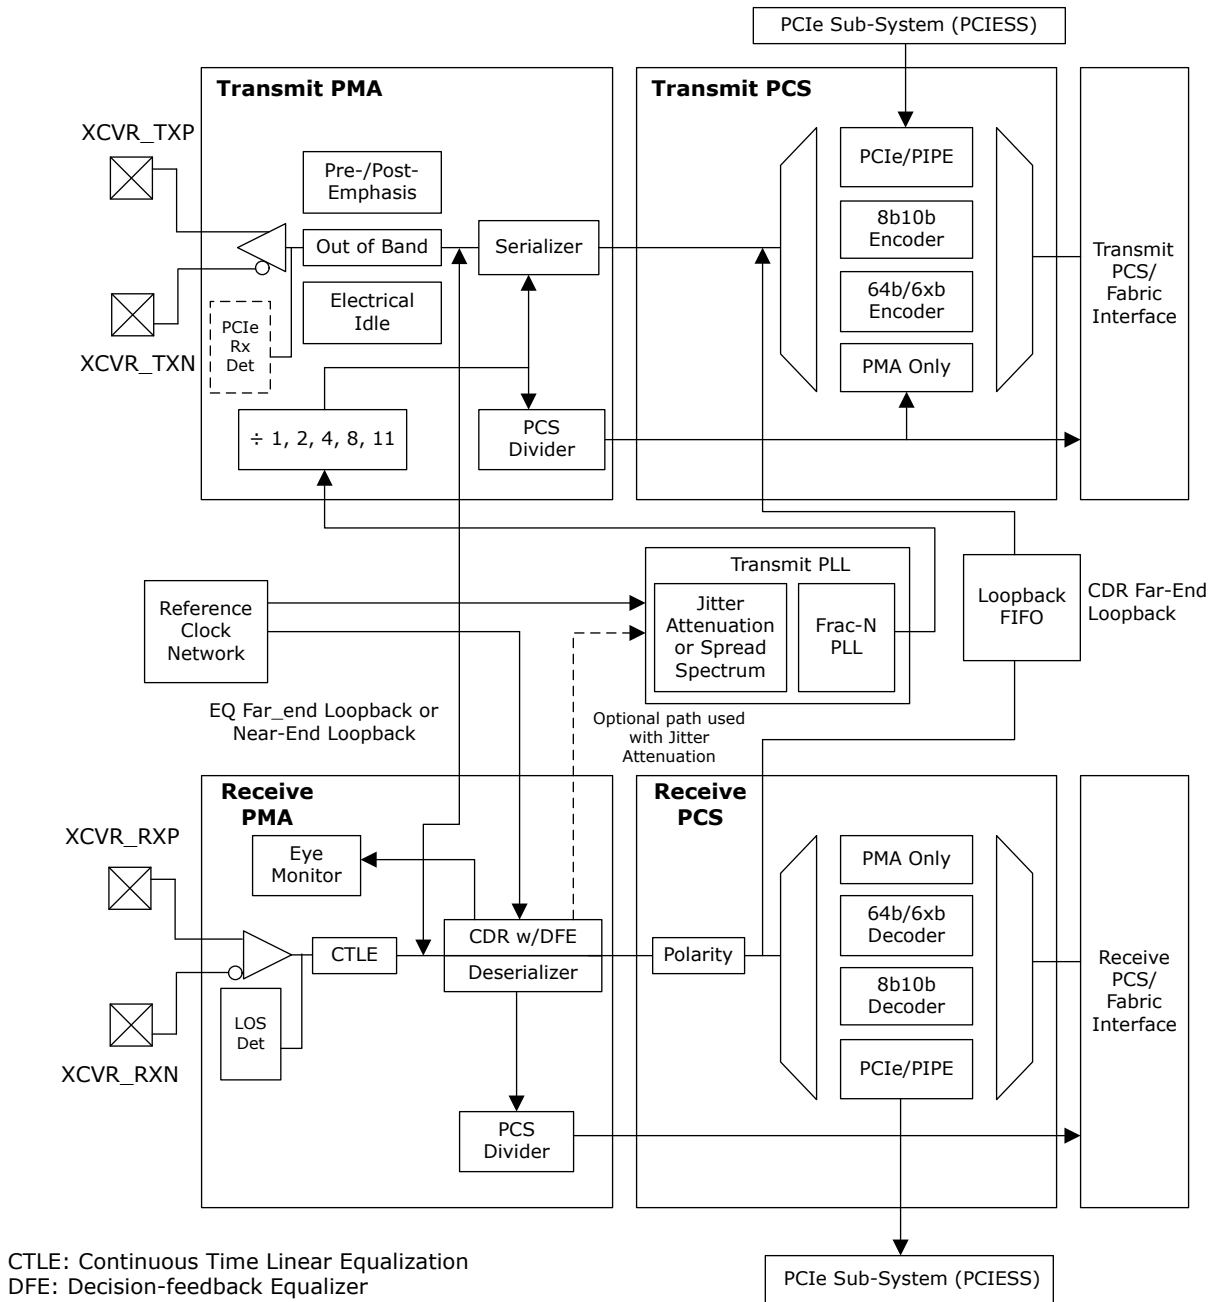 PCIe Sub-System (PCIESS)
Transmit PMA
Transmit PCS
XCVR_TXP
XCVR_TXN
Pre-/Post-
Emphasis
Out of Band
Electrical
Idle
PCIe
Rx
Det
Serializer
÷ 1, 2, 4, 8, 11
PCS
Divider
PCIe/PIPE
8b10b
Encoder
64b/6xb
Encoder
PMA Only
Transmit
PCS/
Fabric
Interface
Reference
Clock
Network
Transmit PLL
Jitter
Attenuation
or Spread
Spectrum
Frac-N
PLL
Loopback
FIFO
CDR Far-End
Loopback
EQ Far_end Loopback or
Near-End Loopback
Optional path used
with Jitter
Attenuation
Receive
PMA
Receive
PCS
XCVR_RXP
XCVR_RXN
Eye
Monitor
CTLE
LOS
Det
CDR w/DFE
Deserializer
PCS
Divider
Polarity
PMA Only
64b/6xb
Decoder
8b10b
Decoder
PCIe/PIPE
Receive
PCS/
Fabric
Interface
CTLE: Continuous Time Linear Equalization
DFE: Decision-feedback Equalizer
PCIe Sub-System (PCIESS)